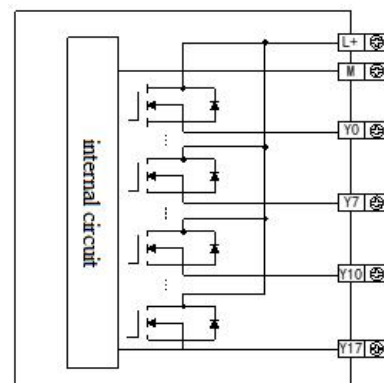 L+
M
Y0
Y7
Y10
Y17
internal circuit